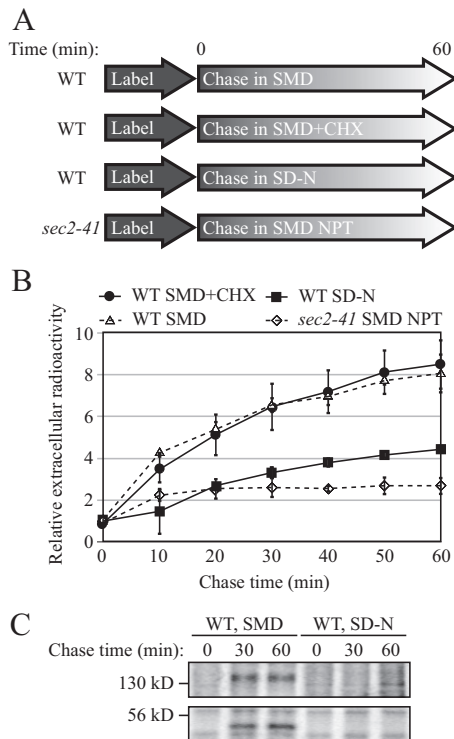 A
Time (min): 0 60
WT Label Chase in SMD
WT Label Chase in SMD+CHX
WT Label Chase in SD-N
sec2-41 Label Chase in SMD NPT
B
WT SMD+CHX WT SD-N
WT SMD sec2-41 SMD NPT
Relative extracellular radioactivity
10
8
6
4
2
0
0 10 20 30 40 50 60
Chase time (min)
C
WT, SMD WT, SD-N
Chase time (min): 0 30 60 0 30 60
130 kD
56 kD